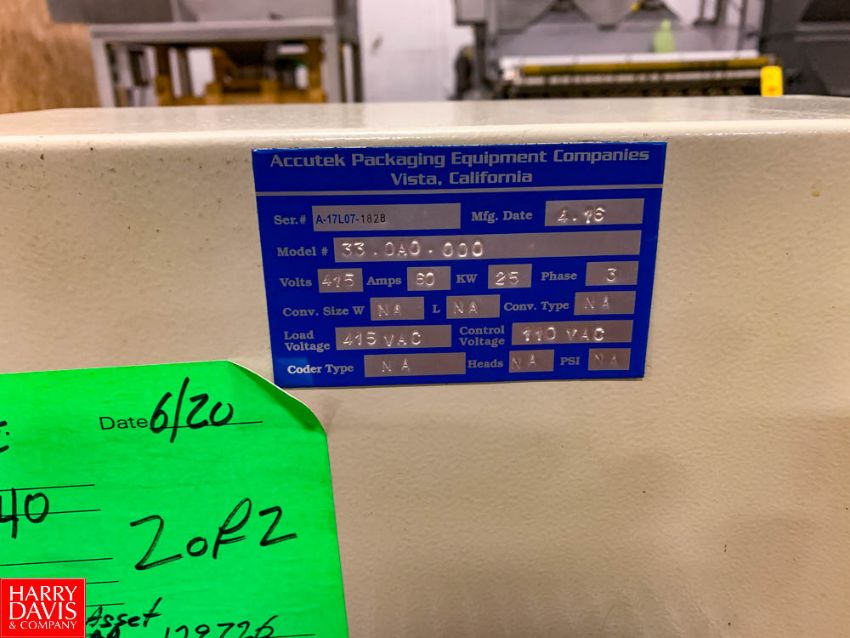 Accutek Packaging Equipment Companies
Vista, California
Ser.# A-17L07-1828 Mfg. Date 4.16
Model # 33.0A0.000
Volts 415 Amps 60 KW 25 Phase 3
Conv. Size W NA L NA Conv. Type NA
Load Voltage 415 VAC Control Voltage 110 VAC
Coder Type NA Heads NA PSI NA
Date 6/20
40
2 of 2
Asset
129726
HARRY
DAVIS
& COMPANY